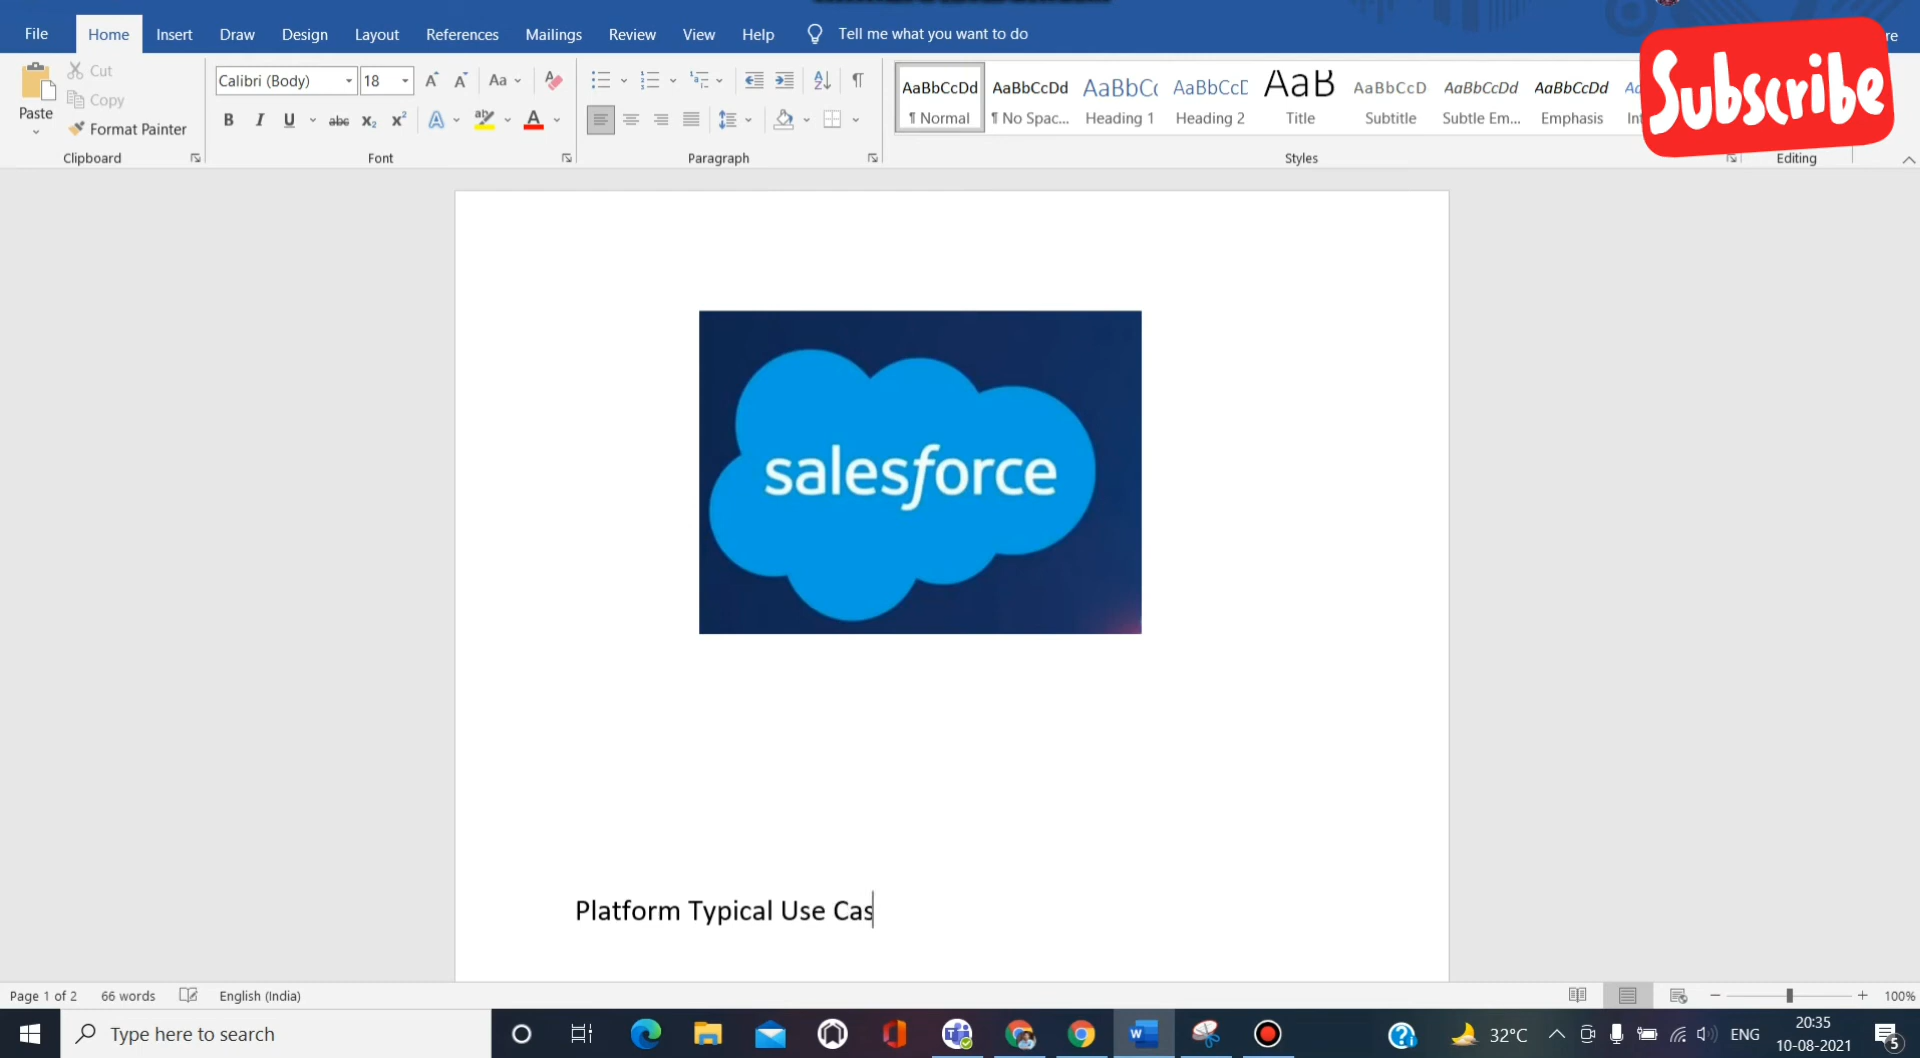 File Home Insert Draw Design Layout References Mailings Review View Help Tell me what you want to do re
Paste Cut Copy Format Painter
Clipboard
Calibri (Body) 18
Font
Paragraph
AaBbCcDd AaBbCcDd AaBbCc AaBbCcD AaB AaBbCcD AaBbCcDd AaBbCcDd
¶ Normal ¶ No Spac... Heading 1 Heading 2 Title Subtitle Subtle Em... Emphasis Int
Styles
Editing
Subscribe
salesforce
Platform Typical Use Cas
Page 1 of 2 66 words English (India) 100%
Type here to search 32°C ENG 20:35
10-08-2021 5